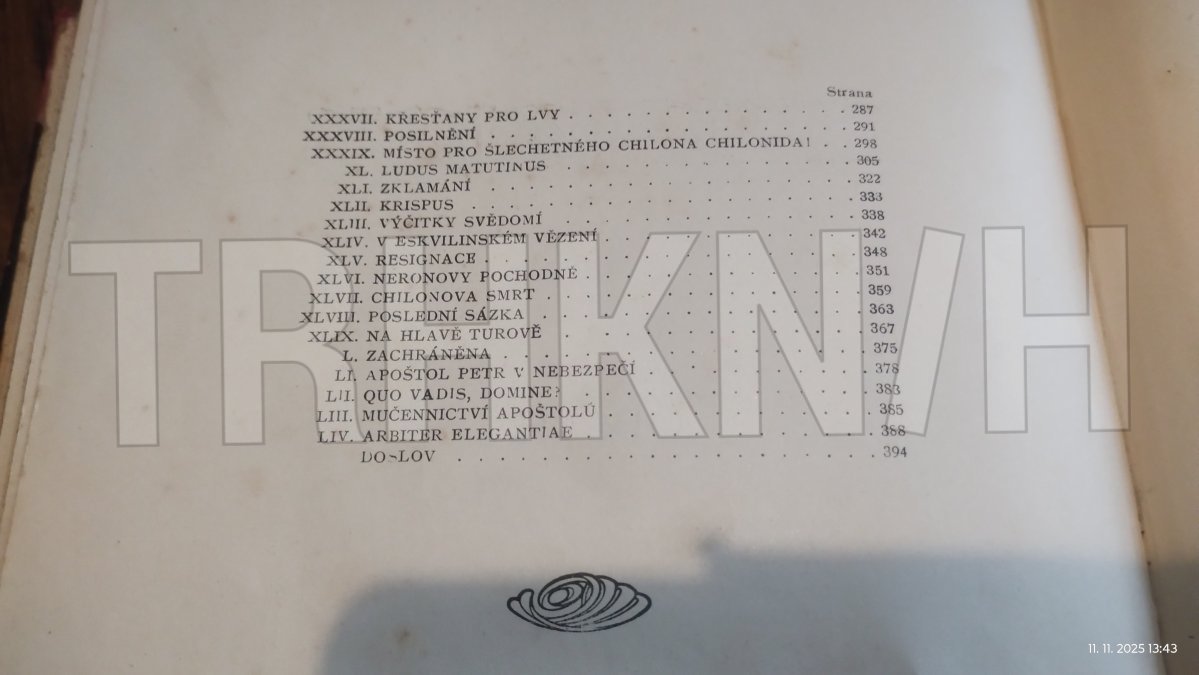 Strana
XXXVII. KŘESŤANY PRO LVY . . . . . . . . . . . . . . . 287
XXXVIII. POSILNĚNÍ . . . . . . . . . . . . . . . . . 291
XXXIX. MÍSTO PRO ŠLECHETNÉHO CHILONA CHILONIDA! . . 298
XL. LUDUS MATUTINUS . . . . . . . . . . . . . . . 305
XLI. ZKLAMÁNÍ . . . . . . . . . . . . . . . . . . 322
XLII. KRISPUS . . . . . . . . . . . . . . . . . . . 333
XLIII. VÝČITKY SVĚDOMÍ . . . . . . . . . . . . . . . 338
XLIV. V ESKVILINSKÉM VĚZENÍ . . . . . . . . . . . . . 342
XLV. RESIGNACE . . . . . . . . . . . . . . . . . . 348
XLVI. NERONOVY POCHODNĚ . . . . . . . . . . . . . . 351
XLVII. CHILONOVA SMRT . . . . . . . . . . . . . . . . 359
XLVIII. POSLEDNÍ SÁZKA . . . . . . . . . . . . . . . . 363
XLIX. NA HLAVĚ TUROVĚ . . . . . . . . . . . . . . . 367
L. ZACHRÁNĚNA . . . . . . . . . . . . . . . . . . 375
LI. APOŠTOL PETR V NEBEZPEČÍ . . . . . . . . . . . . 378
LII. QUO VADIS, DOMINE? . . . . . . . . . . . . . . 383
LIII. MUČENNICTVÍ APOŠTOLŮ . . . . . . . . . . . . . . 385
LIV. ARBITER ELEGANTIAE . . . . . . . . . . . . . . . 388
DOSLOV . . . . . . . . . . . . . . . . . . . . . 394
TRHKNIH
11. 11. 2025 13:43